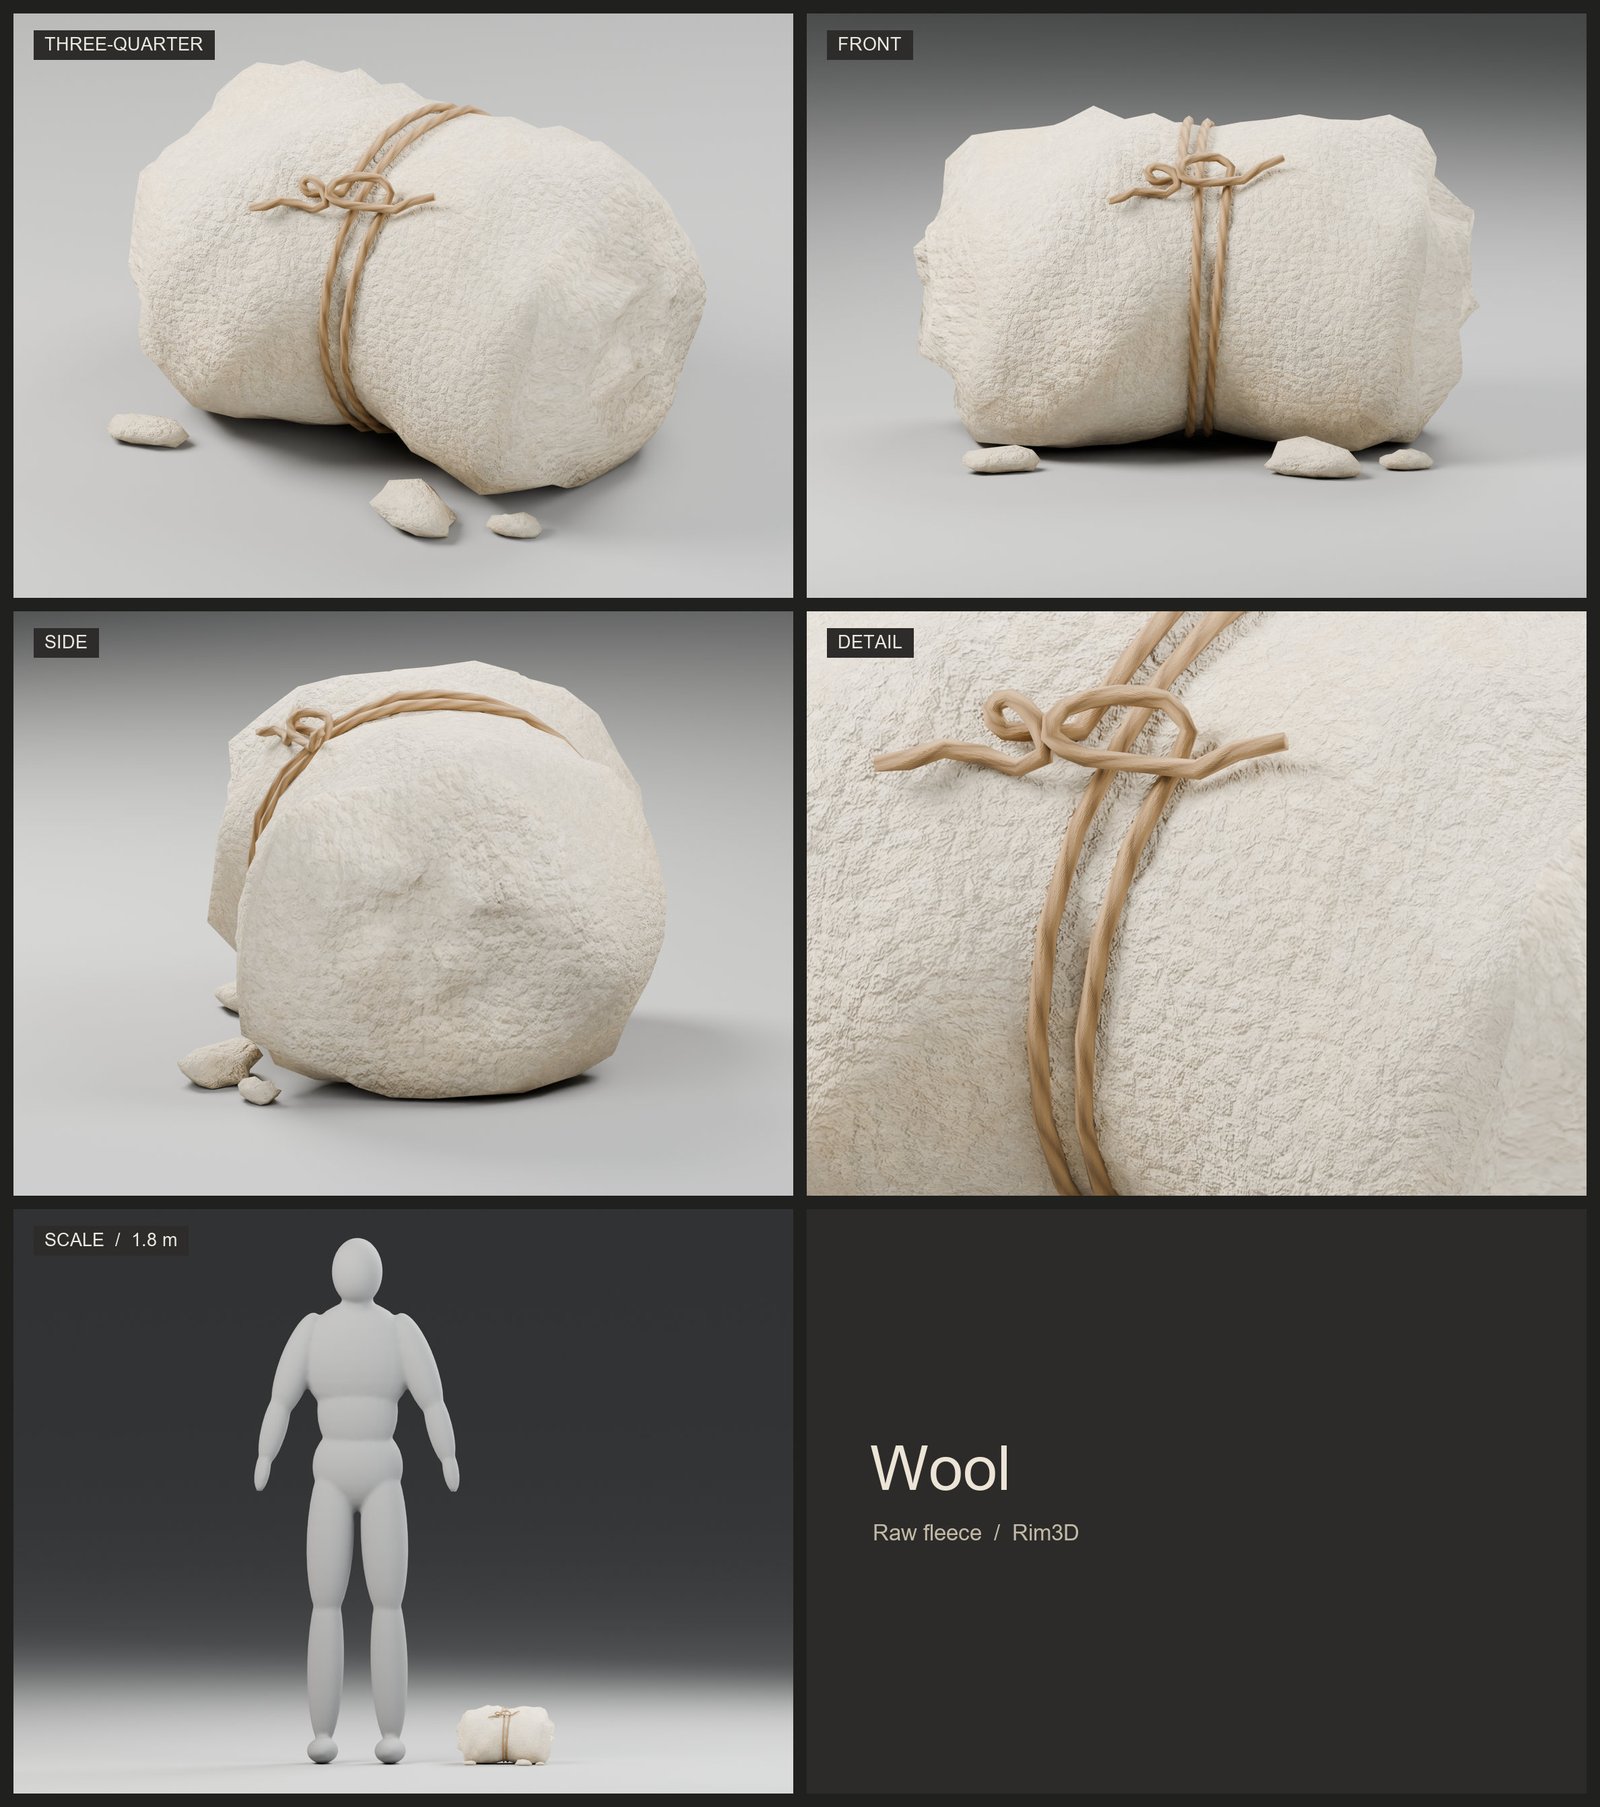 THREE-QUARTER
FRONT
SIDE
DETAIL
SCALE / 1.8 m
Wool
Raw fleece / Rim3D